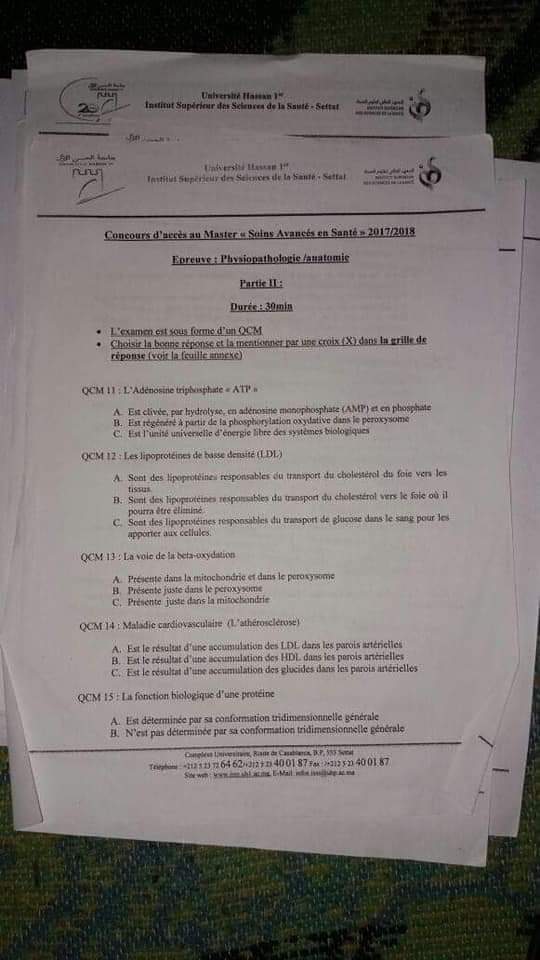 Université Hassan 1er
Institut Supérieur des Sciences de la Santé - Settat
Université Hassan 1er
Institut Supérieur des Sciences de la Santé - Settat
Concours d'accès au Master « Soins Avancés en Santé » 2017/2018
Epreuve : Physiopathologie /anatomie
Partie II :
Durée : 30min
• L'examen est sous forme d'un QCM
• Choisir la bonne réponse et la mentionner par une croix (X) dans la grille de
réponse (voir la feuille annexe)
QCM 11 : L'Adénosine triphosphate « ATP »
A. Est clivée, par hydrolyse, en adénosine monophosphate (AMP) et en phosphate
B. Est régénéré à partir de la phosphorylation oxydative dans le peroxysome
C. Est l'unité universelle d'énergie libre des systèmes biologiques
QCM 12 : Les lipoprotéines de basse densité (LDL)
A. Sont des lipoprotéines responsables du transport du cholestérol du foie vers les
tissus.
B. Sont des lipoprotéines responsables du transport du cholestérol vers le foie où il
pourra être éliminé.
C. Sont des lipoprotéines responsables du transport de glucose dans le sang pour les
apporter aux cellules.
QCM 13 : La voie de la beta-oxydation
A. Présente dans la mitochondrie et dans le peroxysome
B. Présente juste dans le peroxysome
C. Présente juste dans la mitochondrie
QCM 14 : Maladie cardiovasculaire (L'athérosclérose)
A. Est le résultat d'une accumulation des LDL dans les parois artérielles
B. Est le résultat d'une accumulation des HDL dans les parois artérielles
C. Est le résultat d'une accumulation des glucides dans les parois artérielles
QCM 15 : La fonction biologique d'une protéine
A. Est déterminée par sa conformation tridimensionnelle générale
B. N'est pas déterminée par sa conformation tridimensionnelle générale
Complexe Universitaire, Route de Casablanca, B.P, 555 Settat
Téléphone : +212 5 23 72 64 62/+212 5 23 40 01 87 Fax : /+212 5 23 40 01 87
Site web : www.isss.uh1.ac.ma, E-Mail: